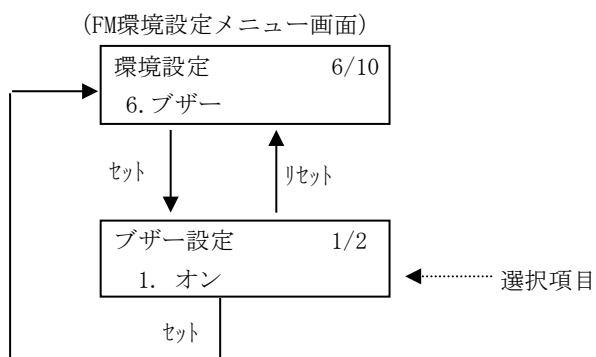 (FM環境設定メニュー画面)
環境設定 6/10
6.ブザー
ｾｯﾄ ﾘｾｯﾄ
ブザー設定 1/2
1. オン
選択項目
ｾｯﾄ